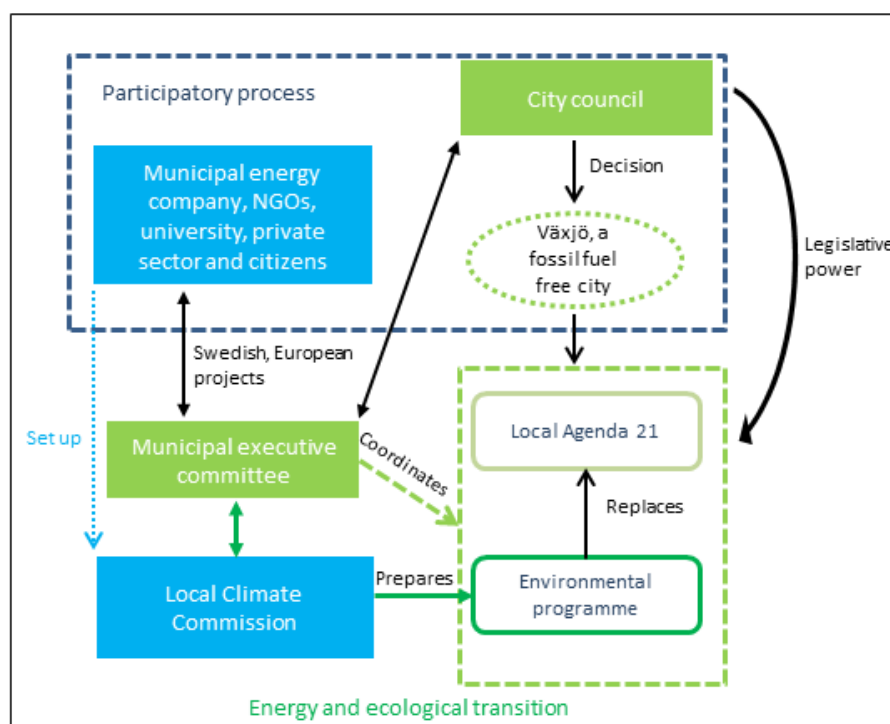 Participatory process
City council
Municipal energy
company, NGOs,
university, private
sector and citizens
Decision
Växjö, a
fossil fuel
free city
Legislative
power
Swedish, European
projects
Set up
Municipal executive
committee
Coordinates
Local Agenda 21
Replaces
Local Climate
Commission
Prepares
Environmental
programme
Energy and ecological transition